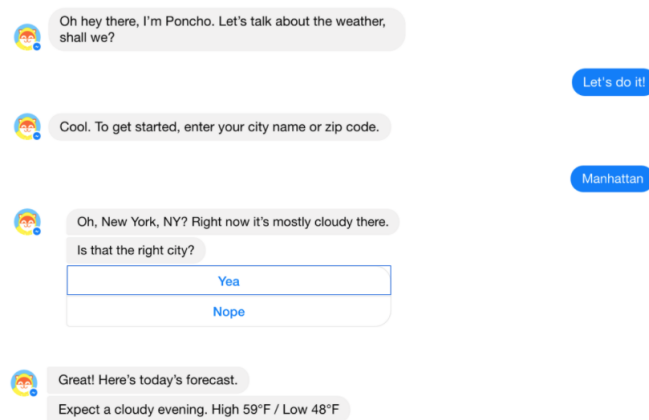 Oh hey there, I’m Poncho. Let’s talk about the weather,
shall we?
Let's do it!
Cool. To get started, enter your city name or zip code.
Manhattan
Oh, New York, NY? Right now it’s mostly cloudy there.
Is that the right city?
Yea
Nope
Great! Here’s today’s forecast.
Expect a cloudy evening. High 59°F / Low 48°F